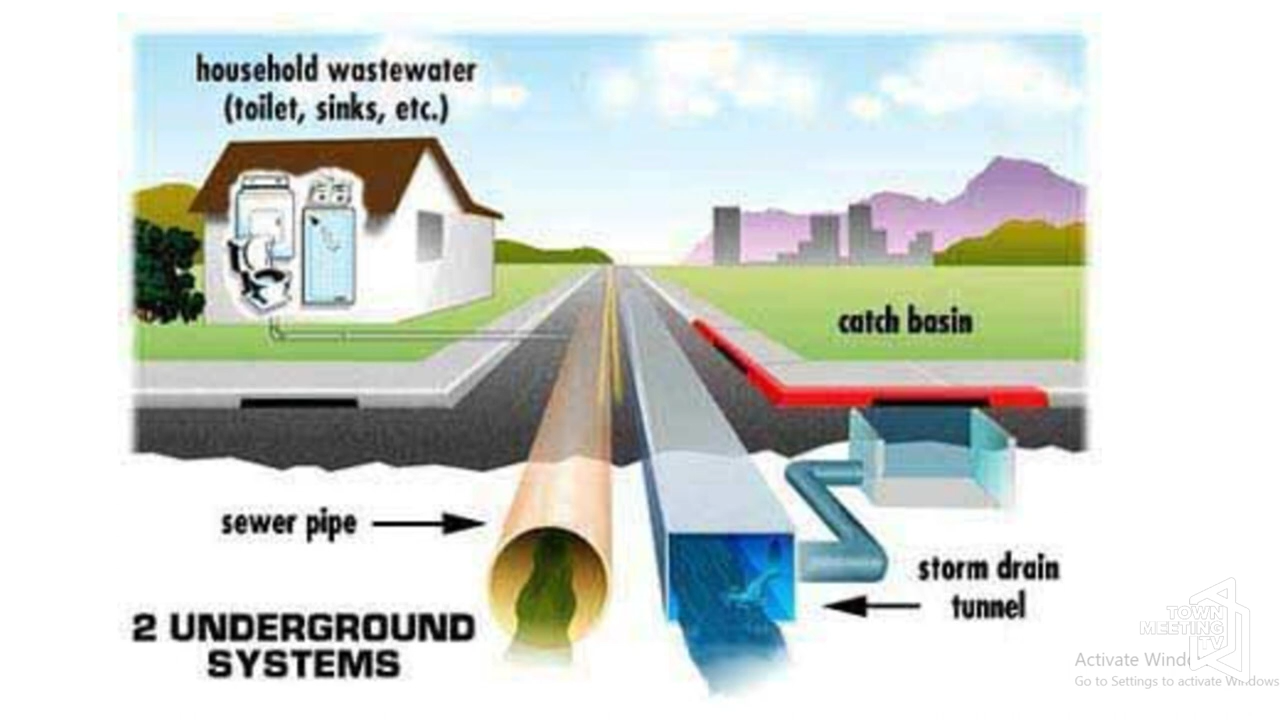 household wastewater
(toilet, sinks, etc.)
catch basin
sewer pipe
storm drain
tunnel
2 UNDERGROUND
SYSTEMS
TOWN
MEETING
TV
Activate Windows
Go to Settings to activate Windows